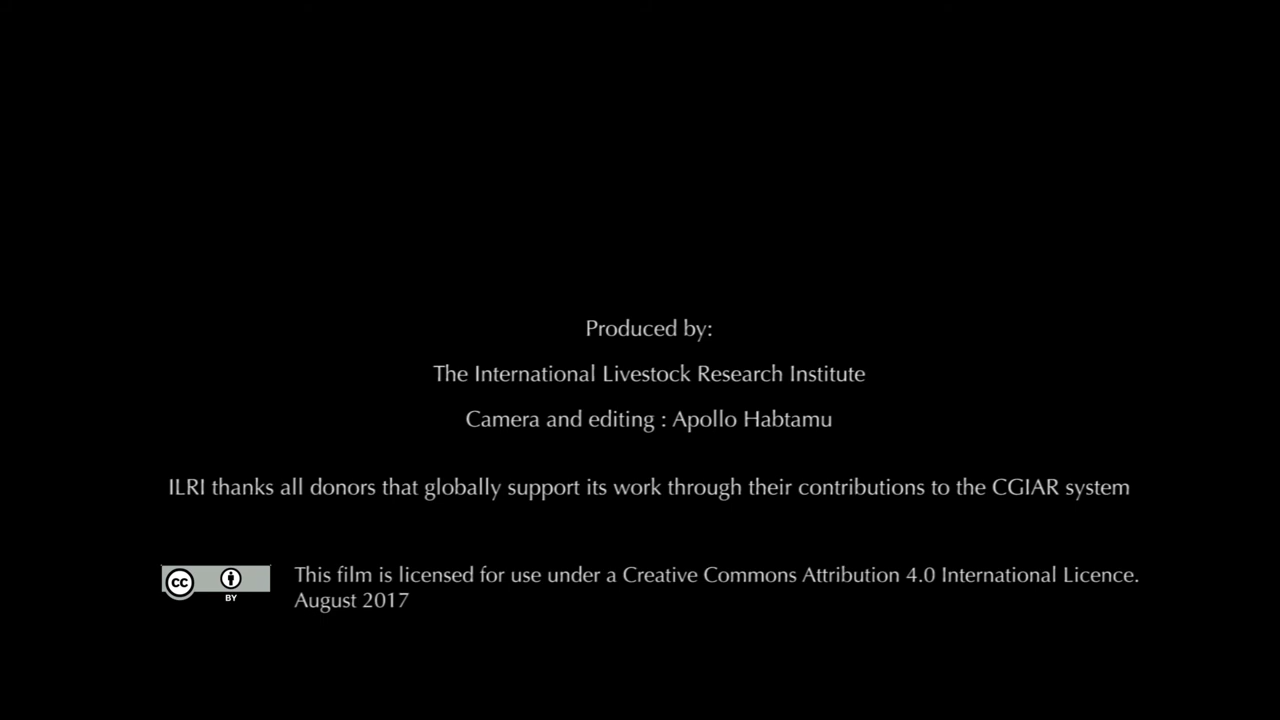 Produced by:
The International Livestock Research Institute
Camera and editing : Apollo Habtamu
ILRI thanks all donors that globally support its work through their contributions to the CGIAR system
cc
BY
This film is licensed for use under a Creative Commons Attribution 4.0 International Licence.
August 2017